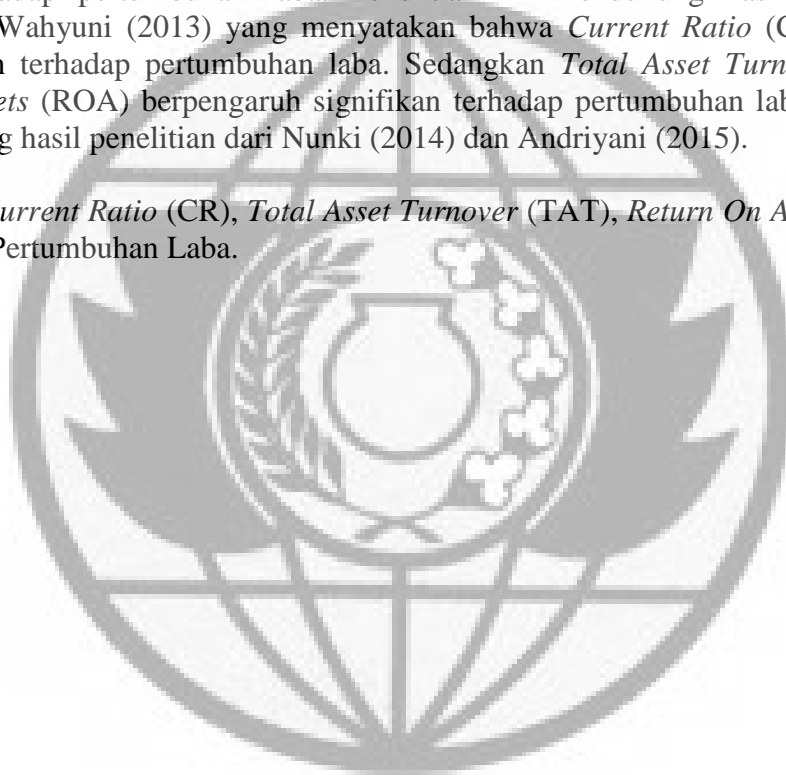 pertumbuhan
Wahyuni (2013) yang menyatakan bahwa Current Ratio (C
terhadap pertumbuhan laba. Sedangkan Total Asset Turn
ets (ROA) berpengaruh signifikan terhadap pertumbuhan lab
g hasil penelitian dari Nunki (2014) dan Andriyani (2015).
urrent Ratio (CR), Total Asset Turnover (TAT), Return On A
Pertumbuhan Laba.